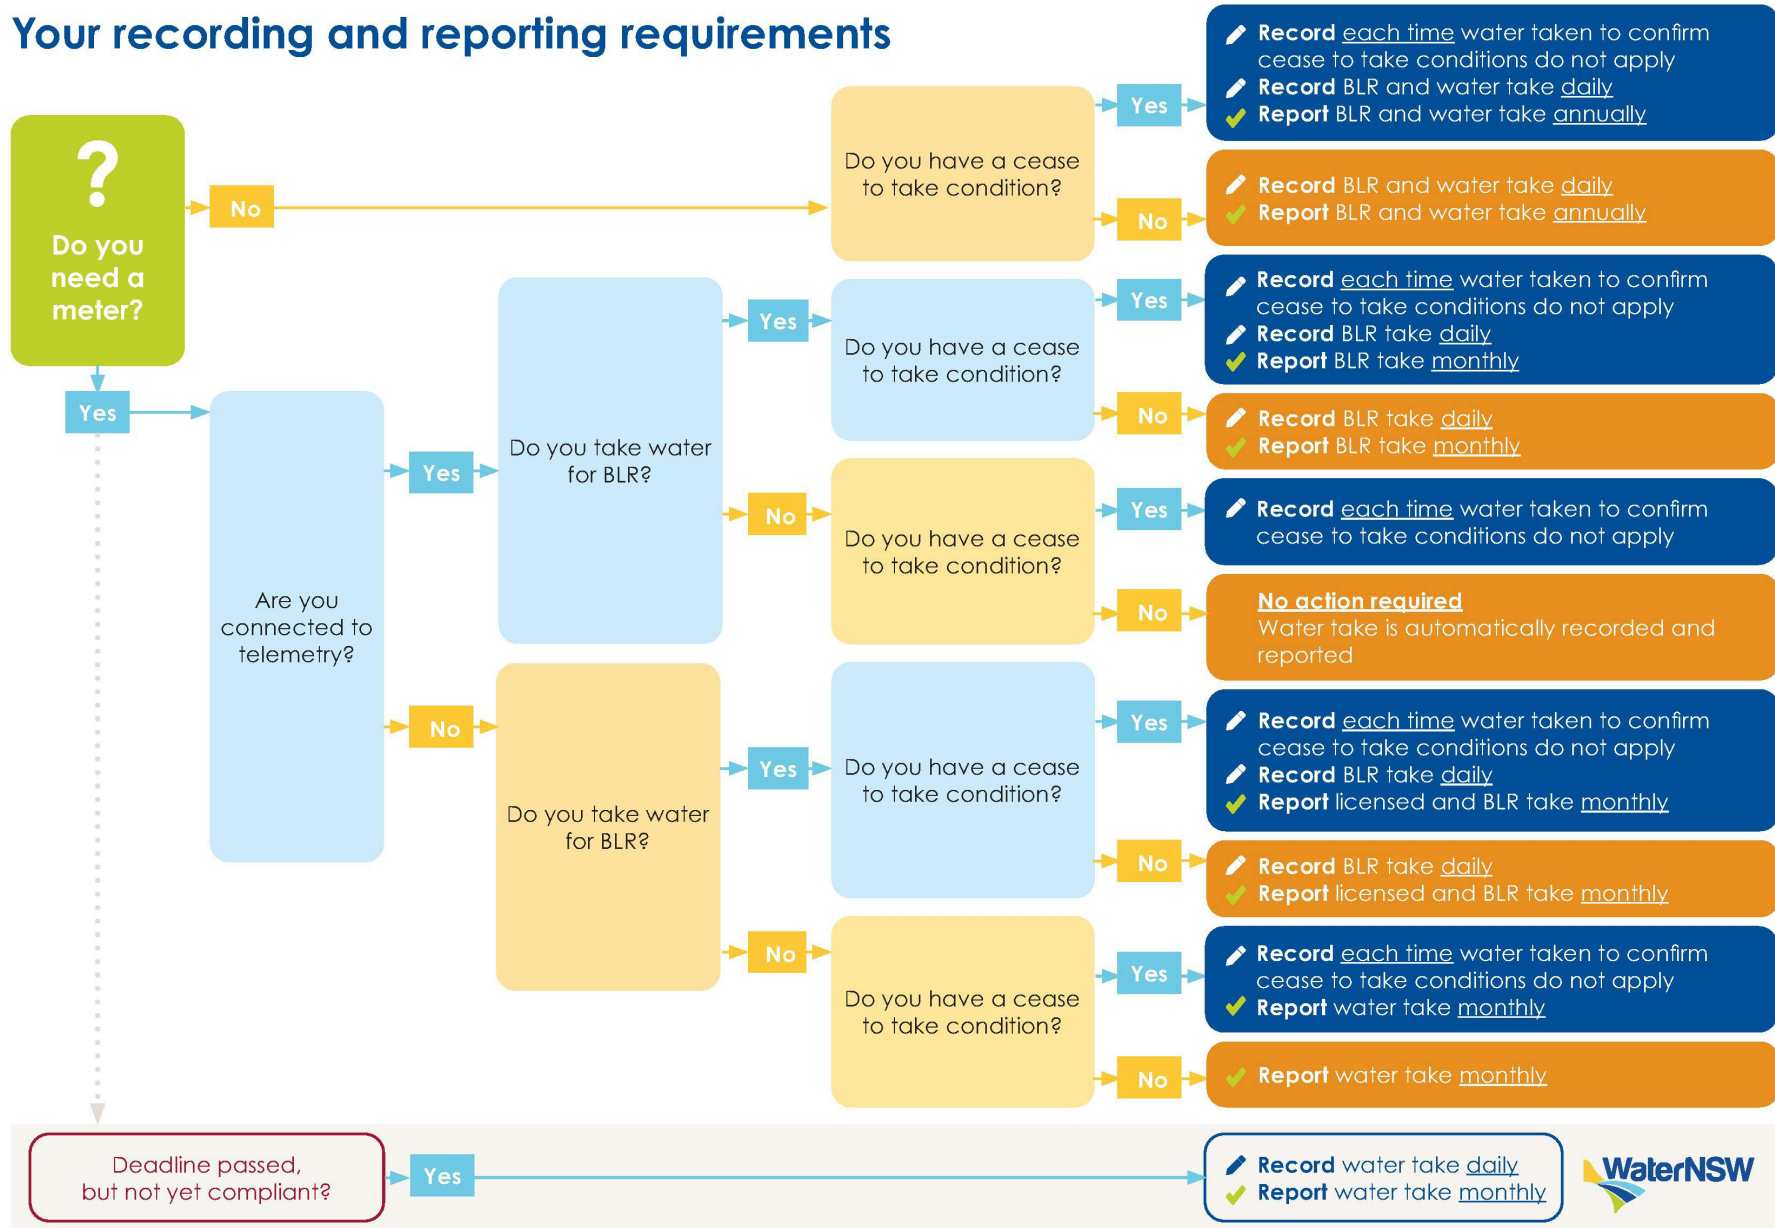 Your recording and reporting requirements
?
Do you
need a
meter?
No
Do you have a cease
to take condition?
Yes
Record each time water taken to confirm
cease to take conditions do not apply
Record BLR and water take daily
Report BLR and water take annually
No
Record BLR and water take daily
Report BLR and water take annually
Yes
Are you
connected to
telemetry?
Yes
Do you take water
for BLR?
Yes
Do you have a cease
to take condition?
Yes
Record each time water taken to confirm
cease to take conditions do not apply
Record BLR take daily
Report BLR take monthly
No
Record BLR take daily
Report BLR take monthly
No
Do you have a cease
to take condition?
Yes
Record each time water taken to confirm
cease to take conditions do not apply
No
No action required
Water take is automatically recorded and
reported
No
Do you take water
for BLR?
Yes
Do you have a cease
to take condition?
Yes
Record each time water taken to confirm
cease to take conditions do not apply
Record BLR take daily
Report licensed and BLR take monthly
No
Record BLR take daily
Report licensed and BLR take monthly
No
Do you have a cease
to take condition?
Yes
Record each time water taken to confirm
cease to take conditions do not apply
Report water take monthly
No
Report water take monthly
Deadline passed,
but not yet compliant?
Yes
Record water take daily
Report water take monthly
WaterNSW